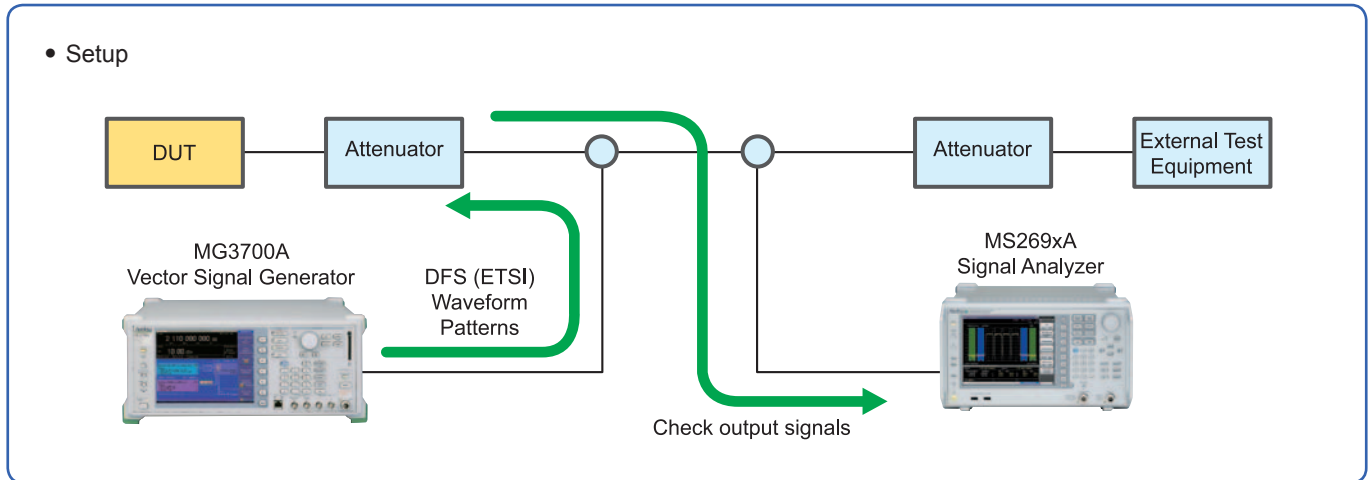 • Setup
DUT
Attenuator
Attenuator
External Test
Equipment
MG3700A
Vector Signal Generator
DFS (ETSI)
Waveform
Patterns
MS269xA
Signal Analyzer
Check output signals